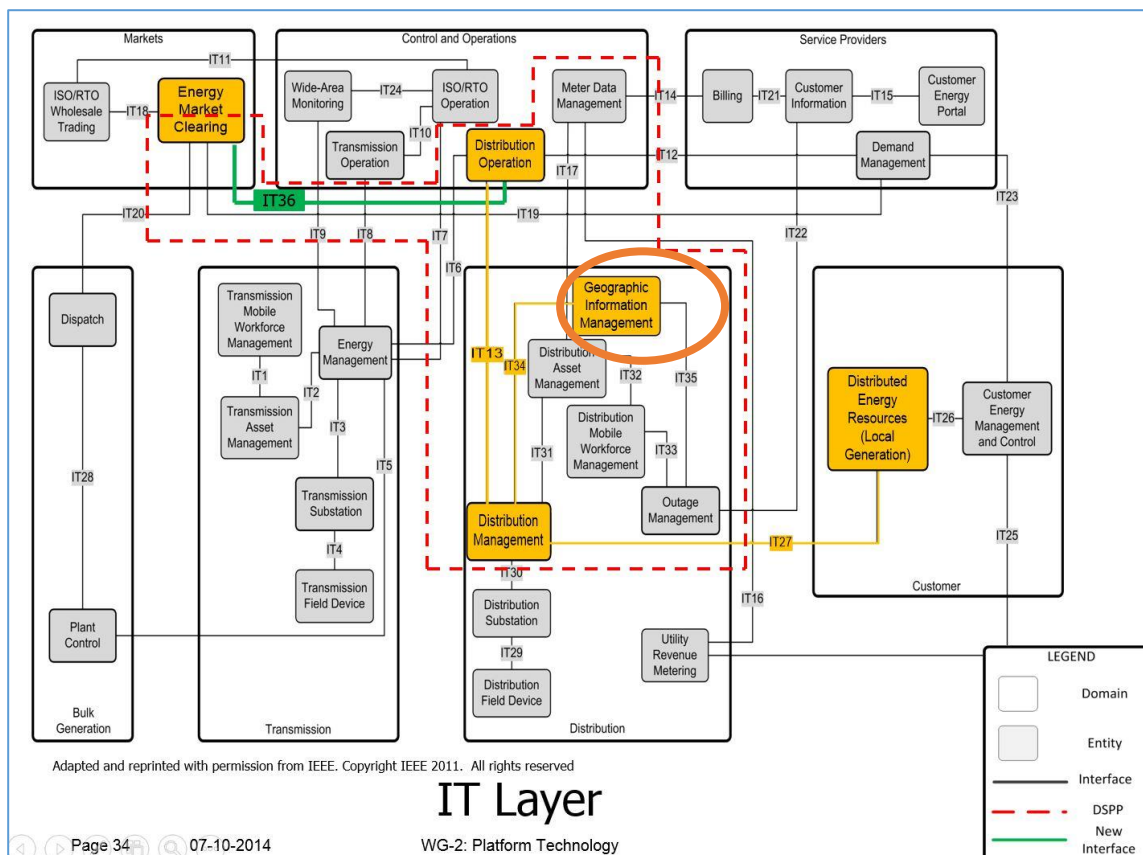 Markets
Control and Operations
Service Providers
IT11
ISO/RTO
Wholesale
Trading
IT18
Energy
Market
Clearing
Wide-Area
Monitoring
IT24
ISO/RTO
Operation
IT10
Transmission
Operation
Meter Data
Management
Distribution
Operation
IT17
IT14
Billing
IT21
Customer
Information
IT15
Customer
Energy
Portal
IT12
Demand
Management
IT36
IT20
IT19
IT23
IT9
IT8
IT7
IT6
IT22
Dispatch
IT28
Plant
Control
Bulk
Generation
Transmission
Mobile
Workforce
Management
IT1
IT2
Transmission
Asset
Management
Energy
Management
IT3
IT5
Transmission
Substation
IT4
Transmission
Field Device
Transmission
Geographic
Information
Management
IT13
IT34
Distribution
Asset
Management
IT32
IT35
IT31
Distribution
Mobile
Workforce
Management
IT33
Outage
Management
Distribution
Management
IT27
IT30
Distribution
Substation
IT29
Distribution
Field Device
IT16
Utility
Revenue
Metering
Distribution
Distributed
Energy
Resources
(Local
Generation)
IT26
Customer
Energy
Management
and Control
IT25
Customer
LEGEND
Domain
Entity
Interface
DSPP
New
Interface
Adapted and reprinted with permission from IEEE. Copyright IEEE 2011. All rights reserved
IT Layer
Page 34 07-10-2014 WG-2: Platform Technology